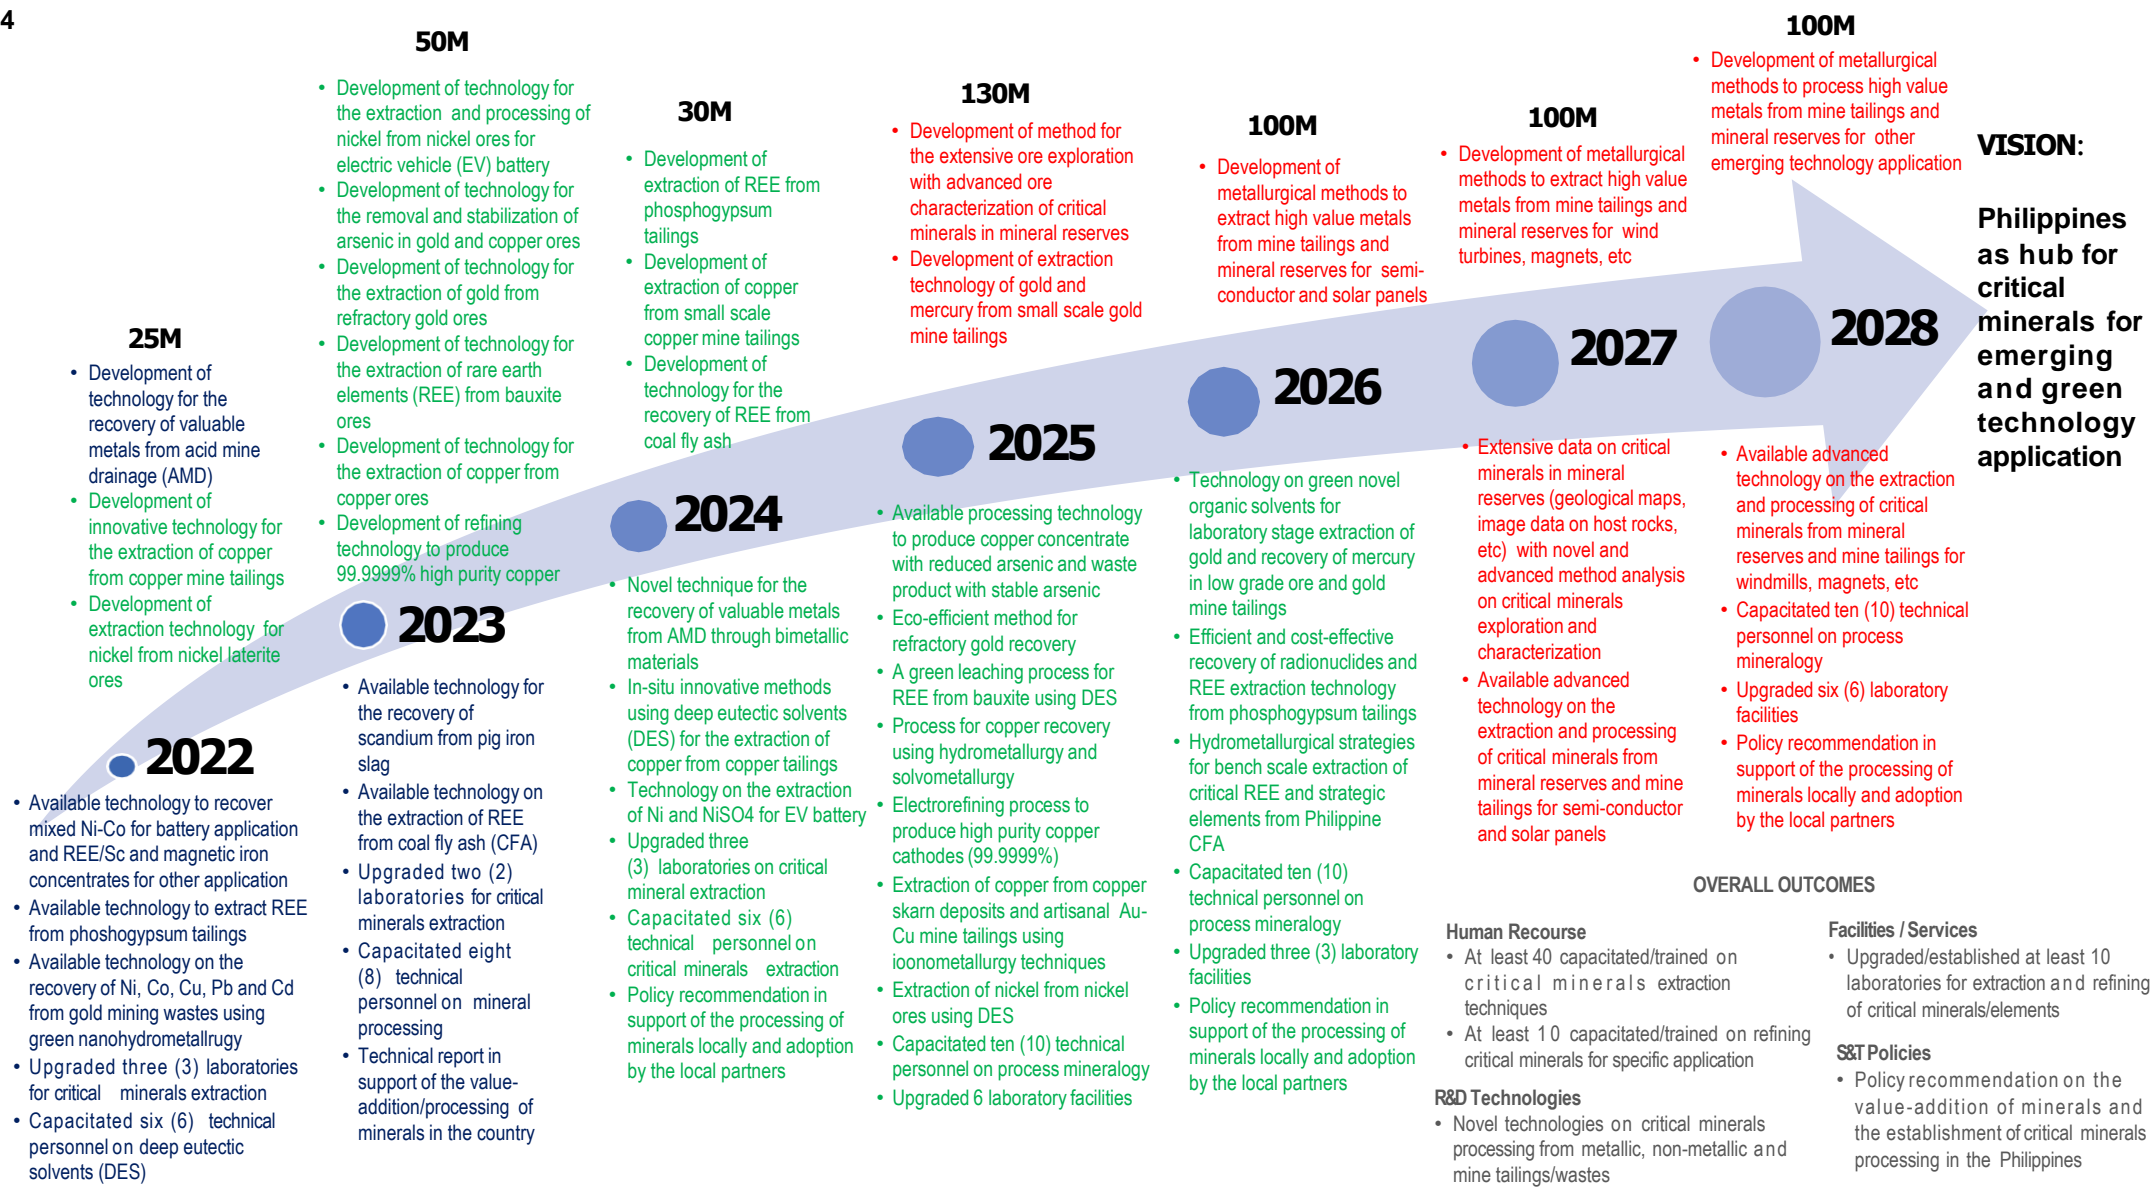 4
25M
• Development of
technology for the
recovery of valuable
metals from acid mine
drainage (AMD)
• Development of
innovative technology for
the extraction of copper
from copper mine tailings
• Development of
extraction technology for
nickel from nickel laterite
ores
2022
• Available technology to recover
mixed Ni-Co for battery application
and REE/Sc and magnetic iron
concentrates for other application
• Available technology to extract REE
from phoshogypsum tailings
• Available technology on the
recovery of Ni, Co, Cu, Pb and Cd
from gold mining wastes using
green nanohydrometallrugy
• Upgraded three (3) laboratories
for critical minerals extraction
• Capacitated six (6) technical
personnel on deep eutectic
solvents (DES)
50M
• Development of technology for
the extraction and processing of
nickel from nickel ores for
electric vehicle (EV) battery
• Development of technology for
the removal and stabilization of
arsenic in gold and copper ores
• Development of technology for
the extraction of gold from
refractory gold ores
• Development of technology for
the extraction of rare earth
elements (REE) from bauxite
ores
• Development of technology for
the extraction of copper from
copper ores
• Development of refining
technology to produce
99.9999% high purity copper
2023
• Available technology for
the recovery of
scandium from pig iron
slag
• Available technology on
the extraction of REE
from coal fly ash (CFA)
• Upgraded two (2)
laboratories for critical
minerals extraction
• Capacitated eight
(8) technical
personnel on mineral
processing
• Technical report in
support of the value-
addition/processing of
minerals in the country
30M
• Development of
extraction of REE from
phosphogypsum
tailings
• Development of
extraction of copper
from small scale
copper mine tailings
• Development of
technology for the
recovery of REE from
coal fly ash
2024
• Novel technique for the
recovery of valuable metals
from AMD through bimetallic
materials
• In-situ innovative methods
using deep eutectic solvents
(DES) for the extraction of
copper from copper tailings
• Technology on the extraction
of Ni and NiSO4 for EV battery
• Upgraded three
(3) laboratories on critical
mineral extraction
• Capacitated six (6)
technical personnel on
critical minerals extraction
• Policy recommendation in
support of the processing of
minerals locally and adoption
by the local partners
130M
• Development of method for
the extensive ore exploration
with advanced ore
characterization of critical
minerals in mineral reserves
• Development of extraction
technology of gold and
mercury from small scale gold
mine tailings
2025
• Available processing technology
to produce copper concentrate
with reduced arsenic and waste
product with stable arsenic
• Eco-efficient method for
refractory gold recovery
• A green leaching process for
REE from bauxite using DES
• Process for copper recovery
using hydrometallurgy and
solvometallurgy
• Electrorefining process to
produce high purity copper
cathodes (99.9999%)
• Extraction of copper from copper
skarn deposits and artisanal Au-
Cu mine tailings using
ioonometallurgy techniques
• Extraction of nickel from nickel
ores using DES
• Capacitated ten (10) technical
personnel on process mineralogy
• Upgraded 6 laboratory facilities
100M
• Development of
metallurgical methods to
extract high value metals
from mine tailings and
mineral reserves for semi-
conductor and solar panels
2026
• Technology on green novel
organic solvents for
laboratory stage extraction of
gold and recovery of mercury
in low grade ore and gold
mine tailings
• Efficient and cost-effective
recovery of radionuclides and
REE extraction technology
from phosphogypsum tailings
• Hydrometallurgical strategies
for bench scale extraction of
critical REE and strategic
elements from Philippine
CFA
• Capacitated ten (10)
technical personnel on
process mineralogy
• Upgraded three (3) laboratory
facilities
• Policy recommendation in
support of the processing of
minerals locally and adoption
by the local partners
100M
• Development of metallurgical
methods to extract high value
metals from mine tailings and
mineral reserves for wind
turbines, magnets, etc
2027
• Extensive data on critical
minerals in mineral
reserves (geological maps,
image data on host rocks,
etc) with novel and
advanced method analysis
on critical minerals
exploration and
characterization
• Available advanced
technology on the
extraction and processing
of critical minerals from
mineral reserves and mine
tailings for semi-conductor
and solar panels
100M
• Development of metallurgical
methods to process high value
metals from mine tailings and
mineral reserves for other
emerging technology application
2028
• Available advanced
technology on the extraction
and processing of critical
minerals from mineral
reserves and mine tailings for
windmills, magnets, etc
• Capacitated ten (10) technical
personnel on process
mineralogy
• Upgraded six (6) laboratory
facilities
• Policy recommendation in
support of the processing of
minerals locally and adoption
by the local partners
VISION:
Philippines
as hub for
critical
minerals for
emerging
and green
technology
application
OVERALL OUTCOMES
Human Recourse
• At least 40 capacitated/trained on
critical minerals extraction
techniques
• At least 10 capacitated/trained on refining
critical minerals for specific application
R&D Technologies
• Novel technologies on critical minerals
processing from metallic, non-metallic and
mine tailings/wastes
Facilities / Services
• Upgraded/established at least 10
laboratories for extraction and refining
of critical minerals/elements
S&T Policies
• Policy recommendation on the
value-addition of minerals and
the establishment of critical minerals
processing in the Philippines